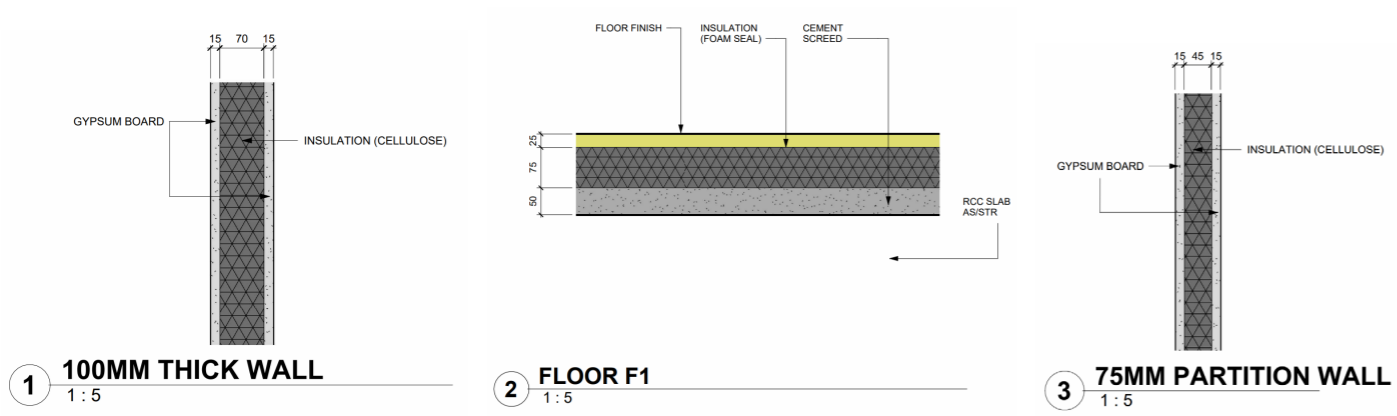 15 70 15
GYPSUM BOARD
INSULATION (CELLULOSE)
1
100MM THICK WALL
1 : 5
FLOOR FINISH
INSULATION
(FOAM SEAL)
CEMENT
SCREED
25
75
50
RCC SLAB
AS/STR
2
FLOOR F1
1 : 5
15 45 15
INSULATION (CELLULOSE)
GYPSUM BOARD
3
75MM PARTITION WALL
1 : 5